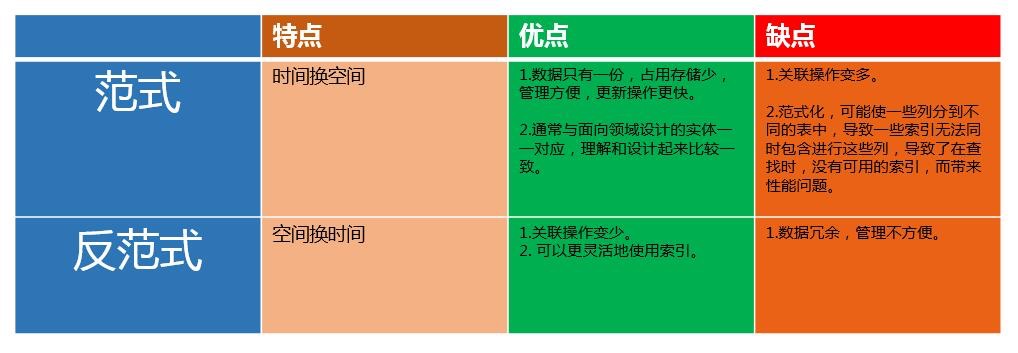 特点
优点
缺点
范式
时间换空间
1.数据只有一份，占用存储少，
管理方便，更新操作更快。
2.通常与面向领域设计的实体一
一对应，理解和设计起来比较一
致。
1.关联操作变多。
2.范式化，可能使一些列分到不
同的表中，导致一些索引无法同
时包含进行这些列，导致了在查
找时，没有可用的索引，而带来
性能问题。
反范式
空间换时间
1.关联操作变少。
2. 可以更灵活地使用索引。
1.数据冗余，管理不方便。